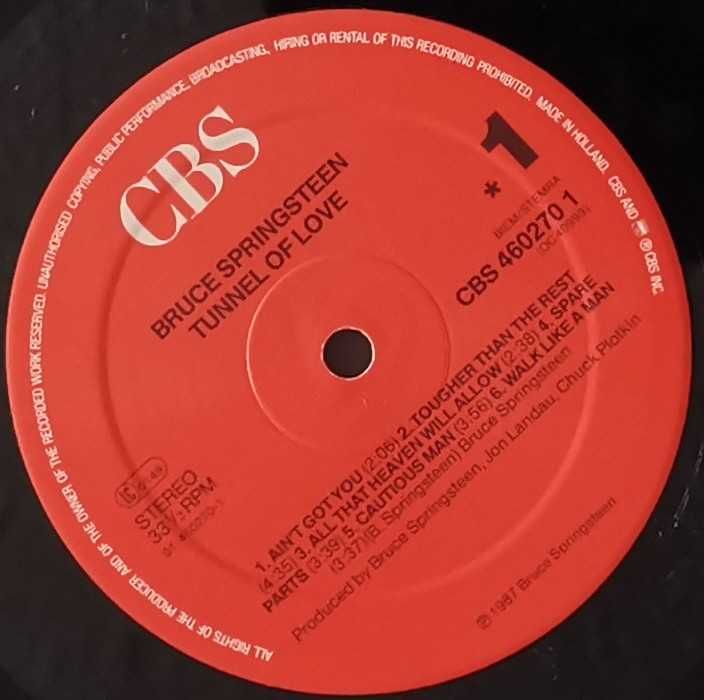 ALL RIGHTS OF THE PRODUCER AND OF THE OWNER OF THE RECORDED WORK RESERVED. UNAUTHORISED COPYING, PUBLIC PERFORMANCE, BROADCASTING, HIRING OR RENTAL OF THIS RECORDING PROHIBITED. MADE IN HOLLAND. CBS AND ℗ CBS INC.
CBS
BRUCE SPRINGSTEEN
TUNNEL OF LOVE
* 1
BIEM/STEMRA
CBS 460270 1
STEREO
33⅓ RPM
1. AIN'T GOT YOU (2:06) 2. TOUGHER THAN THE REST
(4:35) 3. ALL THAT HEAVEN WILL ALLOW (2:38) 4. SPARE
PARTS (3:39) 5. CAUTIOUS MAN (3:56) 6. WALK LIKE A MAN
(3:37)(B. Springsteen) Bruce Springsteen
Produced by Bruce Springsteen, Jon Landau, Chuck Plotkin
℗ 1987 Bruce Springsteen